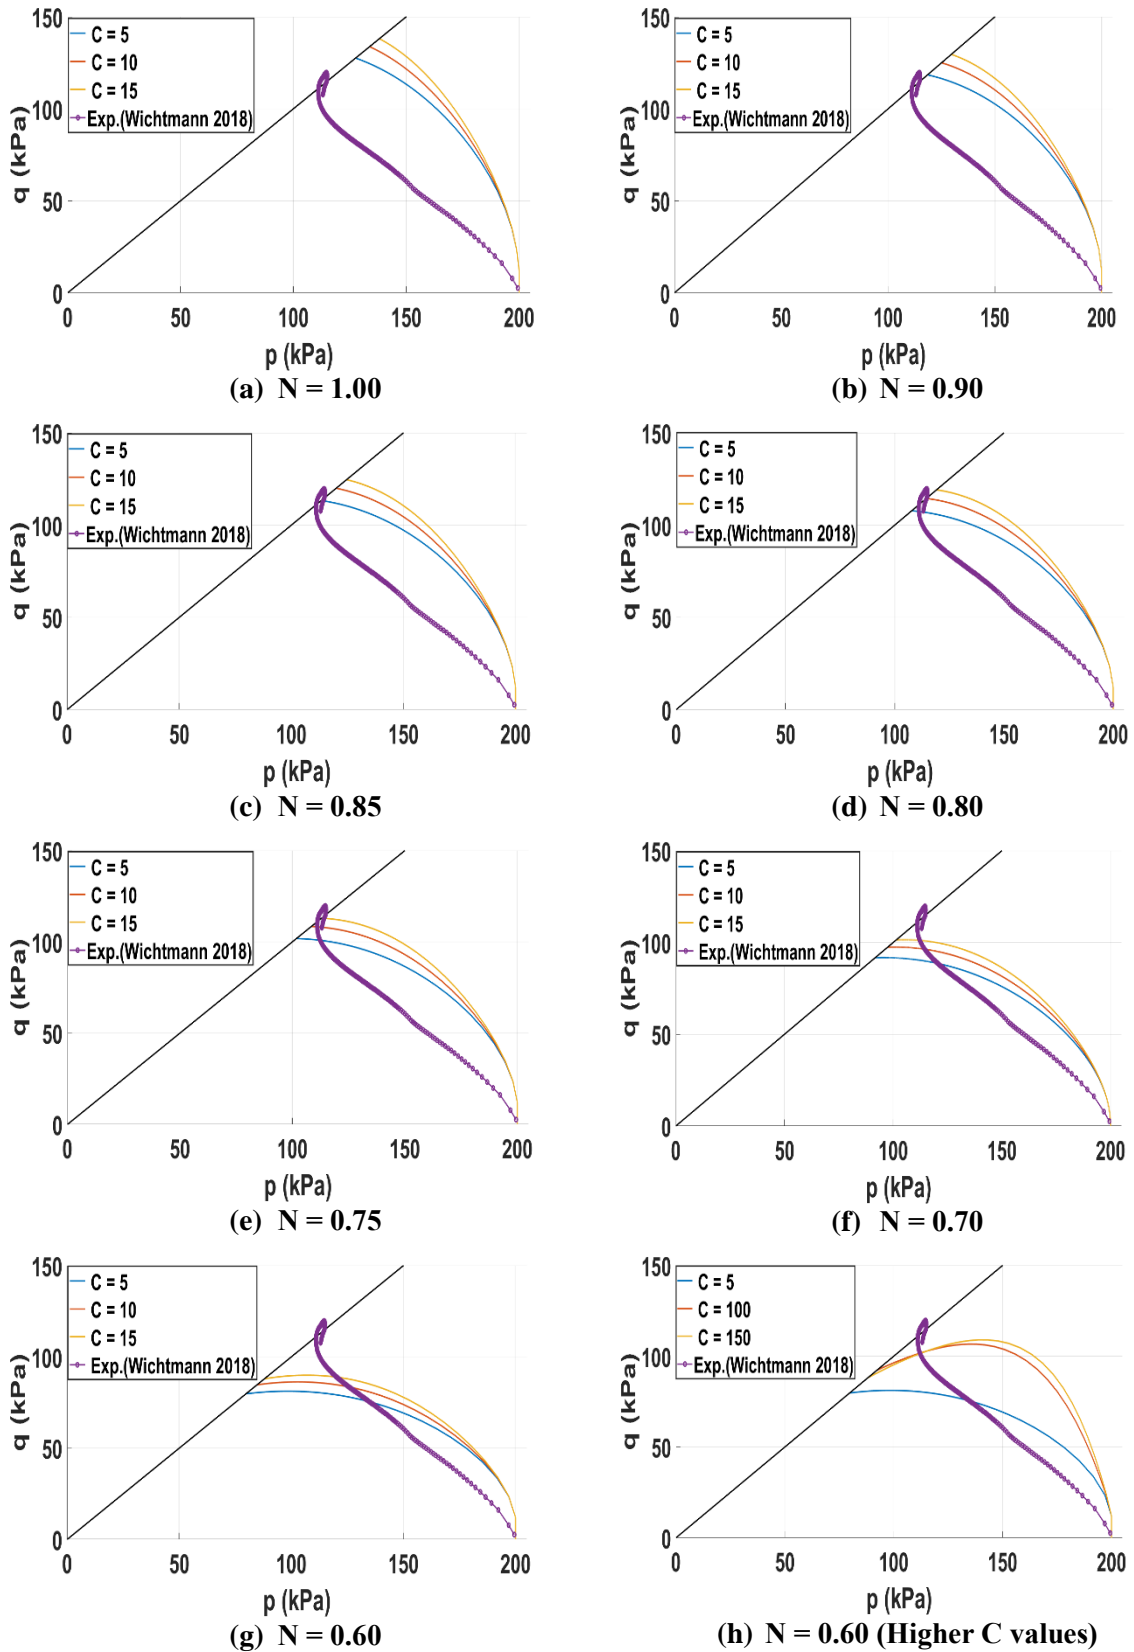 150
100
50
0
q (kPa)
C = 5
C = 10
C = 15
Exp.(Wichtmann 2018)
0 50 100 150 200
p (kPa)
(a) N = 1.00
150
100
50
0
q (kPa)
C = 5
C = 10
C = 15
Exp.(Wichtmann 2018)
0 50 100 150 200
p (kPa)
(b) N = 0.90
150
100
50
0
q (kPa)
C = 5
C = 10
C = 15
Exp.(Wichtmann 2018)
0 50 100 150 200
p (kPa)
(c) N = 0.85
150
100
50
0
q (kPa)
C = 5
C = 10
C = 15
Exp.(Wichtmann 2018)
0 50 100 150 200
p (kPa)
(d) N = 0.80
150
100
50
0
q (kPa)
C = 5
C = 10
C = 15
Exp.(Wichtmann 2018)
0 50 100 150 200
p (kPa)
(e) N = 0.75
150
100
50
0
q (kPa)
C = 5
C = 10
C = 15
Exp.(Wichtmann 2018)
0 50 100 150 200
p (kPa)
(f) N = 0.70
150
100
50
0
q (kPa)
C = 5
C = 10
C = 15
Exp.(Wichtmann 2018)
0 50 100 150 200
p (kPa)
(g) N = 0.60
150
100
50
0
q (kPa)
C = 5
C = 100
C = 150
Exp.(Wichtmann 2018)
0 50 100 150 200
p (kPa)
(h) N = 0.60 (Higher C values)